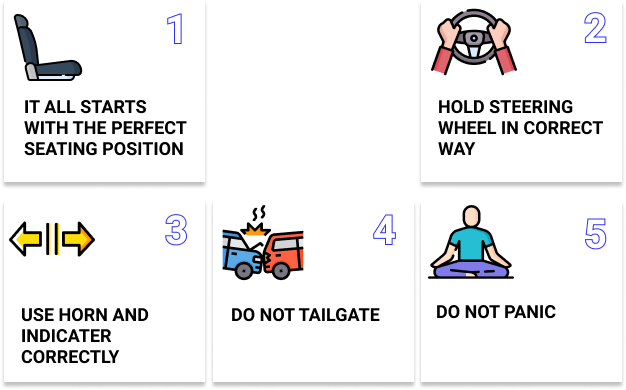 1
IT ALL STARTS
WITH THE PERFECT
SEATING POSITION
2
HOLD STEERING
WHEEL IN CORRECT
WAY
3
USE HORN AND
INDICATER
CORRECTLY
4
DO NOT TAILGATE
5
DO NOT PANIC